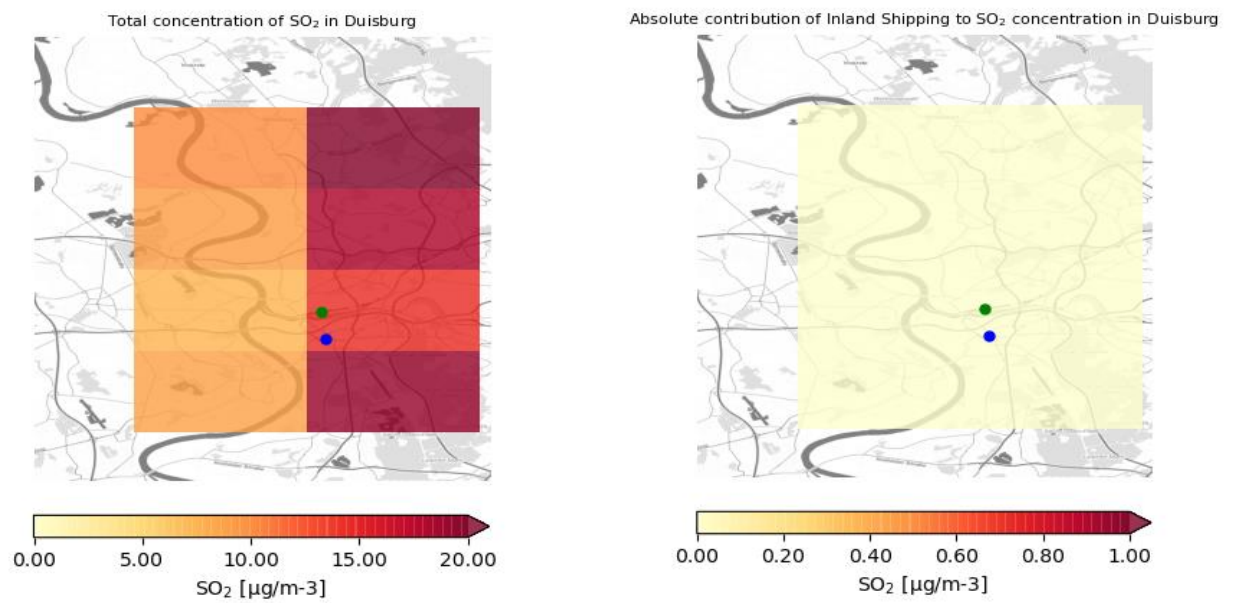 Total concentration of SO₂ in Duisburg
Absolute contribution of Inland Shipping to SO₂ concentration in Duisburg
0.00 5.00 10.00 15.00 20.00
SO₂ [µg/m-3]
0.00 0.20 0.40 0.60 0.80 1.00
SO₂ [µg/m-3]